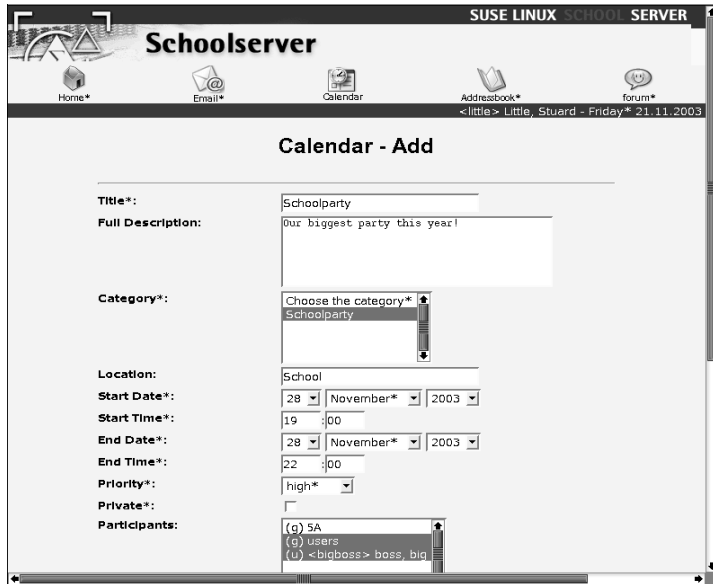 SUSE LINUX SCHOOL SERVER
Schoolserver
Home* Email* Calendar Addressbook* forum*
<little> Little, Stuard - Friday* 21.11.2003
Calendar - Add
Title*: Schoolparty
Full Description: Our biggest party this year!
Category*: Choose the category*
Schoolparty
Location: School
Start Date*: 28 November* 2003
Start Time*: 19 :00
End Date*: 28 November* 2003
End Time*: 22 :00
Priority*: high*
Private*:
Participants: (g) 5A
(g) users
(u) <bigboss> boss, big